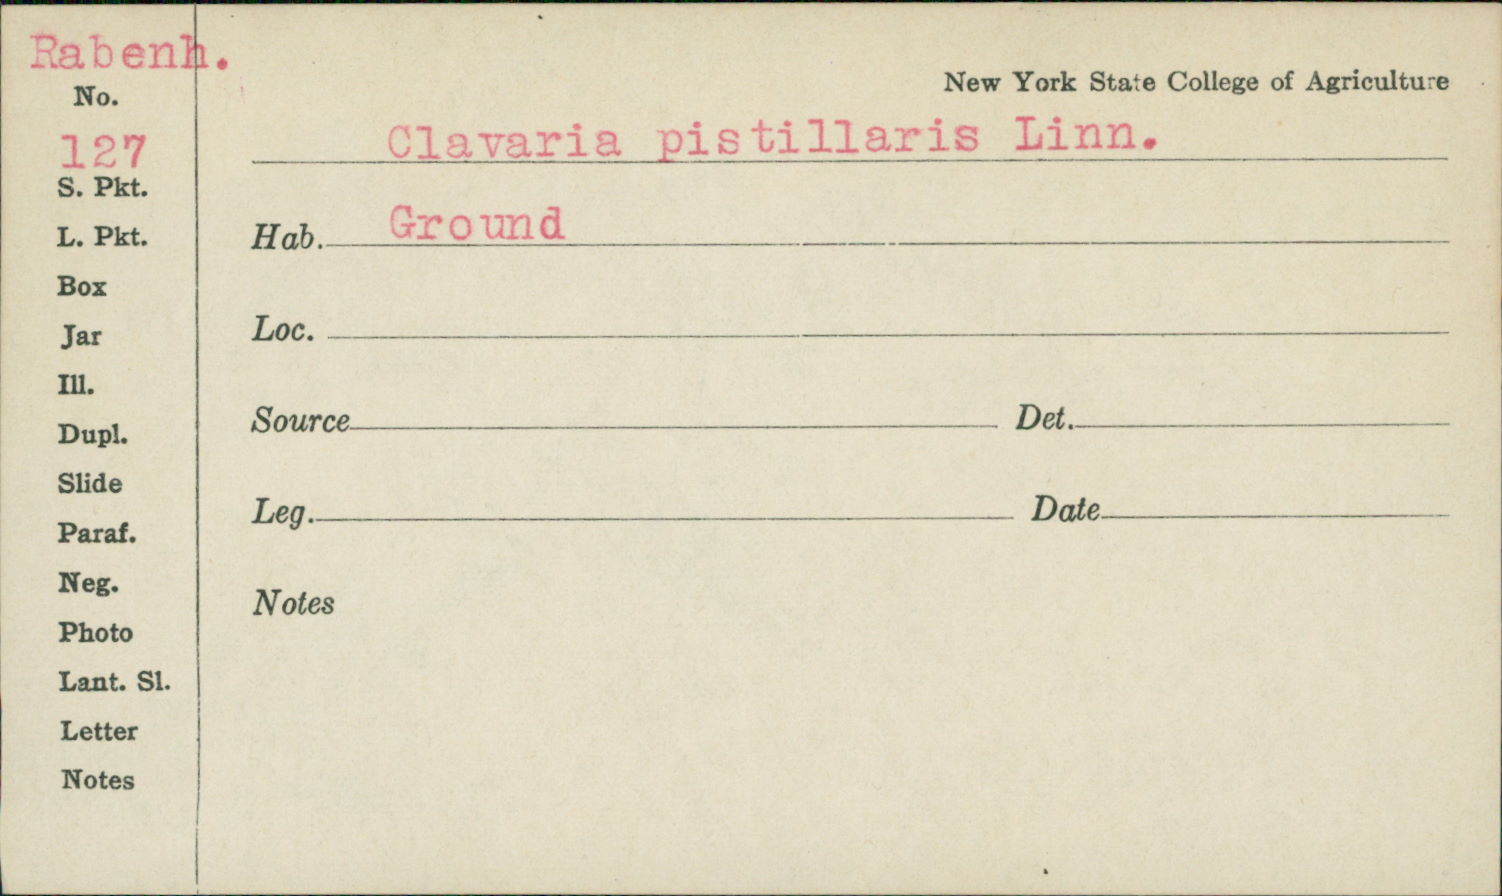 Rabenh.
No.
127
S. Pkt.
L. Pkt.
Box
Jar
Ill.
Dupl.
Slide
Paraf.
Neg.
Photo
Lant. Sl.
Letter
Notes
New York State College of Agriculture
Clavaria pistillaris Linn.
Hab. Ground
Loc.
Source Det.
Leg. Date
Notes